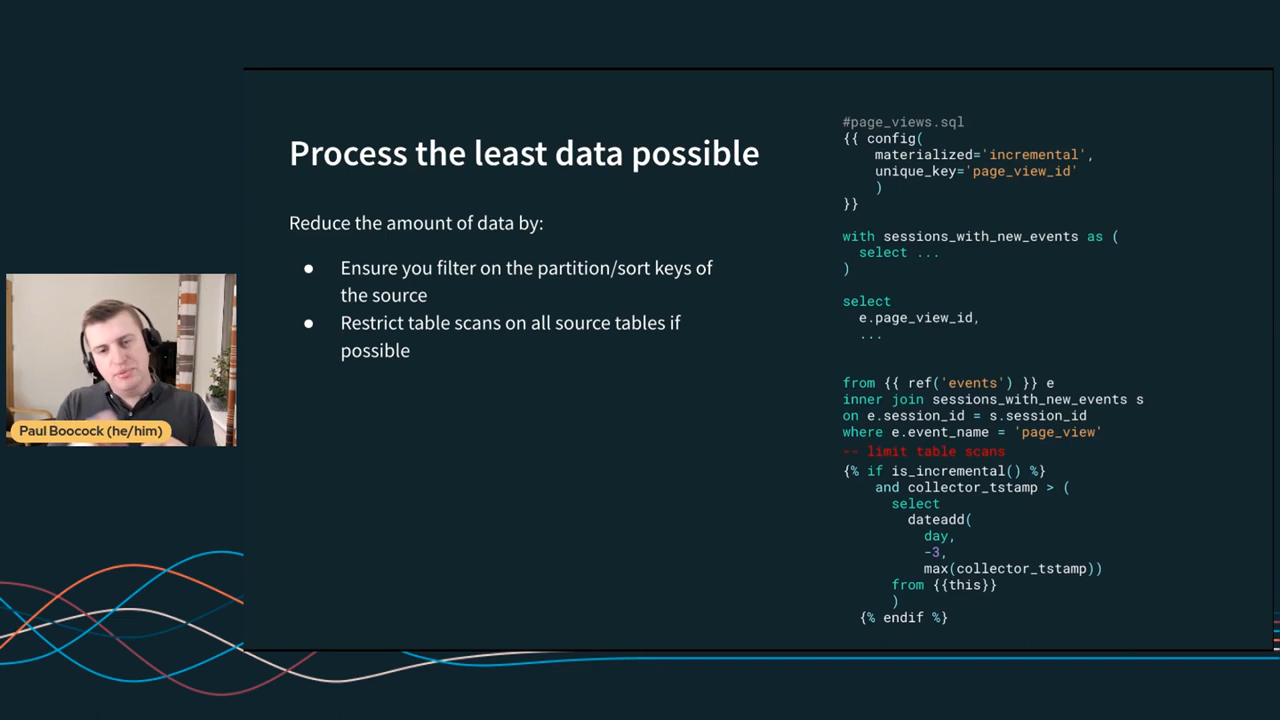 Process the least data possible
Reduce the amount of data by:
● Ensure you filter on the partition/sort keys of
the source
● Restrict table scans on all source tables if
possible
#page_views.sql
{{ config(
    materialized='incremental',
    unique_key='page_view_id'
    )
}}
with sessions_with_new_events as (
  select ...
)
select
  e.page_view_id,
  ...
from {{ ref('events') }} e
inner join sessions_with_new_events s
on e.session_id = s.session_id
where e.event_name = 'page_view'
-- limit table scans
{% if is_incremental() %}
    and collector_tstamp > (
      select
        dateadd(
          day,
          -3,
          max(collector_tstamp))
      from {{this}}
      )
  {% endif %}
Paul Boocock (he/him)